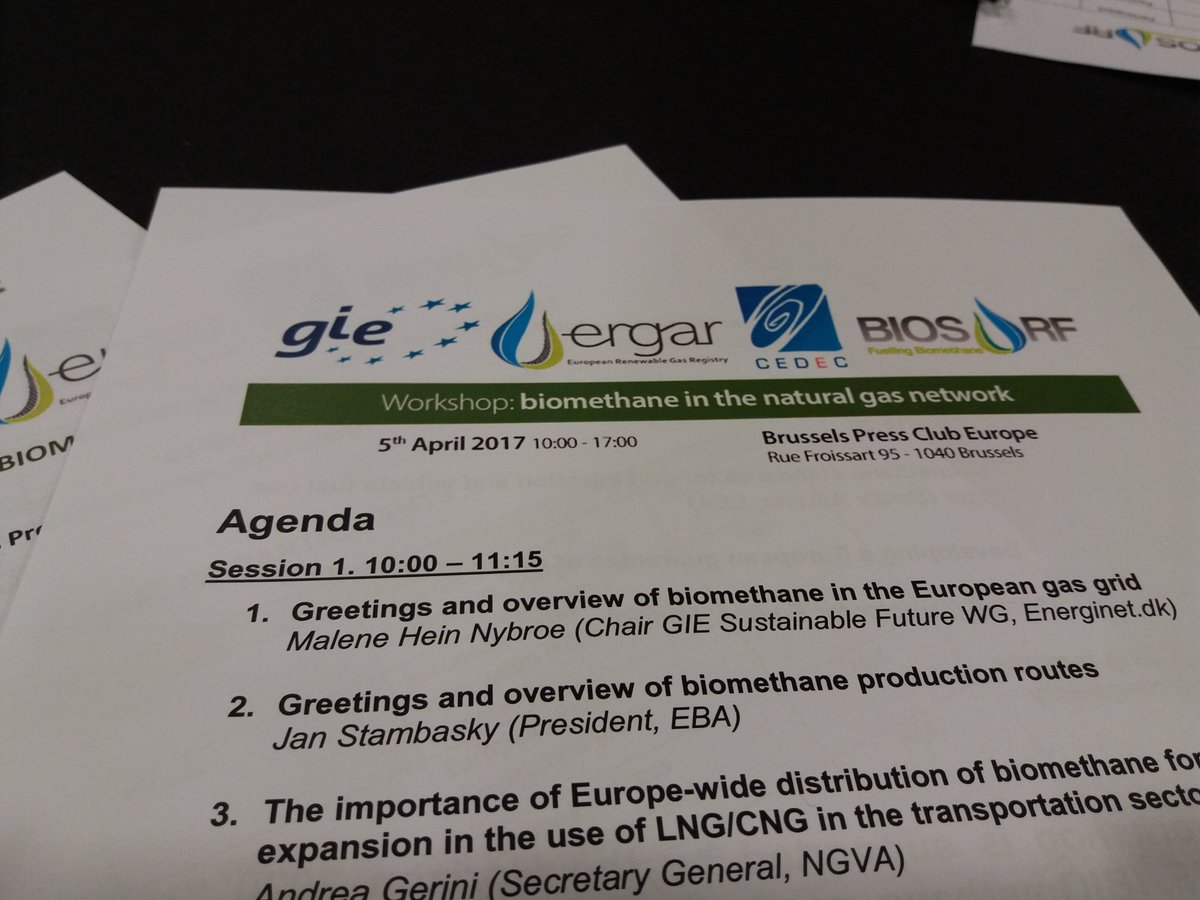 gie
ergar
European Renewable Gas Registry
CEDEC
BIOSURF
Fuelling Biomethane
Workshop: biomethane in the natural gas network
5th April 2017 10:00 - 17:00
Brussels Press Club Europe
Rue Froissart 95 - 1040 Brussels
Agenda
Session 1. 10:00 – 11:15
1. Greetings and overview of biomethane in the European gas grid
Malene Hein Nybroe (Chair GIE Sustainable Future WG, Energinet.dk)
2. Greetings and overview of biomethane production routes
Jan Stambasky (President, EBA)
3. The importance of Europe-wide distribution of biomethane for
expansion in the use of LNG/CNG in the transportation secto
Andrea Gerini (Secretary General, NGVA)